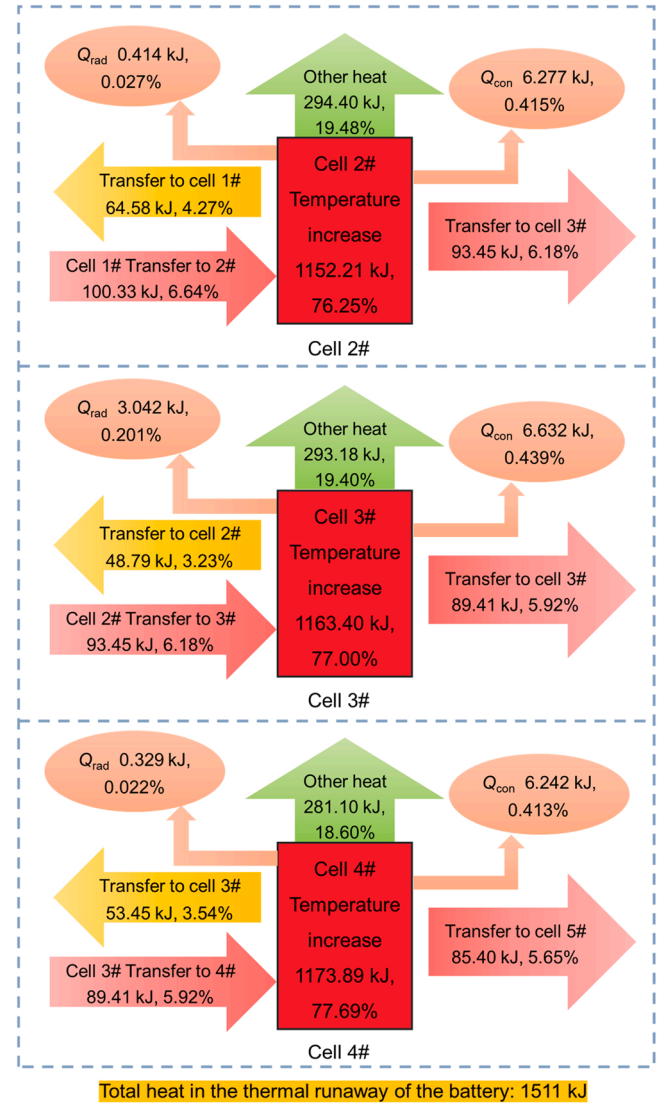 Qrad 0.414 kJ,
0.027%
Other heat
294.40 kJ,
19.48%
Qcon 6.277 kJ,
0.415%
Transfer to cell 1#
64.58 kJ, 4.27%
Cell 1# Transfer to 2#
100.33 kJ, 6.64%
Cell 2#
Temperature
increase
1152.21 kJ,
76.25%
Transfer to cell 3#
93.45 kJ, 6.18%
Cell 2#
Qrad 3.042 kJ,
0.201%
Other heat
293.18 kJ,
19.40%
Qcon 6.632 kJ,
0.439%
Transfer to cell 2#
48.79 kJ, 3.23%
Cell 2# Transfer to 3#
93.45 kJ, 6.18%
Cell 3#
Temperature
increase
1163.40 kJ,
77.00%
Transfer to cell 3#
89.41 kJ, 5.92%
Cell 3#
Qrad 0.329 kJ,
0.022%
Other heat
281.10 kJ,
18.60%
Qcon 6.242 kJ,
0.413%
Transfer to cell 3#
53.45 kJ, 3.54%
Cell 3# Transfer to 4#
89.41 kJ, 5.92%
Cell 4#
Temperature
increase
1173.89 kJ,
77.69%
Transfer to cell 5#
85.40 kJ, 5.65%
Cell 4#
Total heat in the thermal runaway of the battery: 1511 kJ